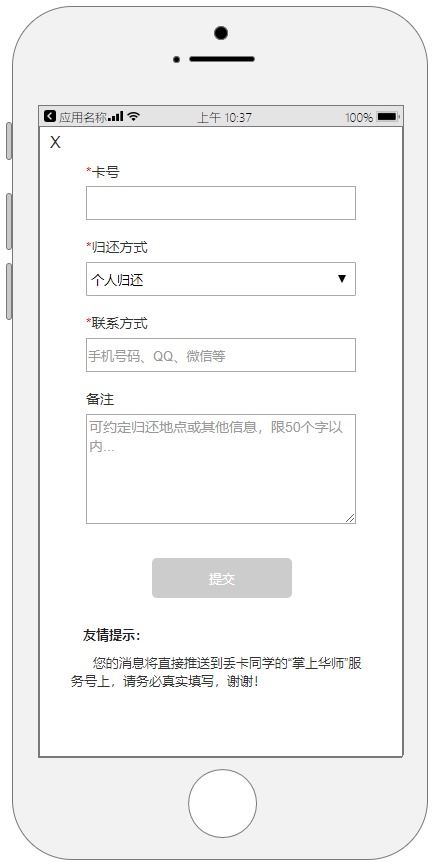 应用名称 上午 10:37 100%
X
*卡号
*归还方式
个人归还 ▼
*联系方式
手机号码、QQ、微信等
备注
可约定归还地点或其他信息，限50个字以
内...
提交
友情提示：
您的消息将直接推送到丢卡同学的“掌上华师”服
务号上，请务必真实填写，谢谢！